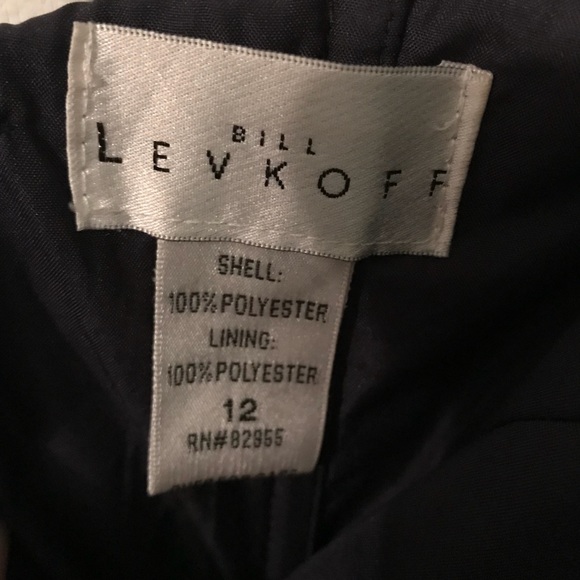 BILL
LEVKOFF
SHELL:
100% POLYESTER
LINING:
100% POLYESTER
12
RN#82955